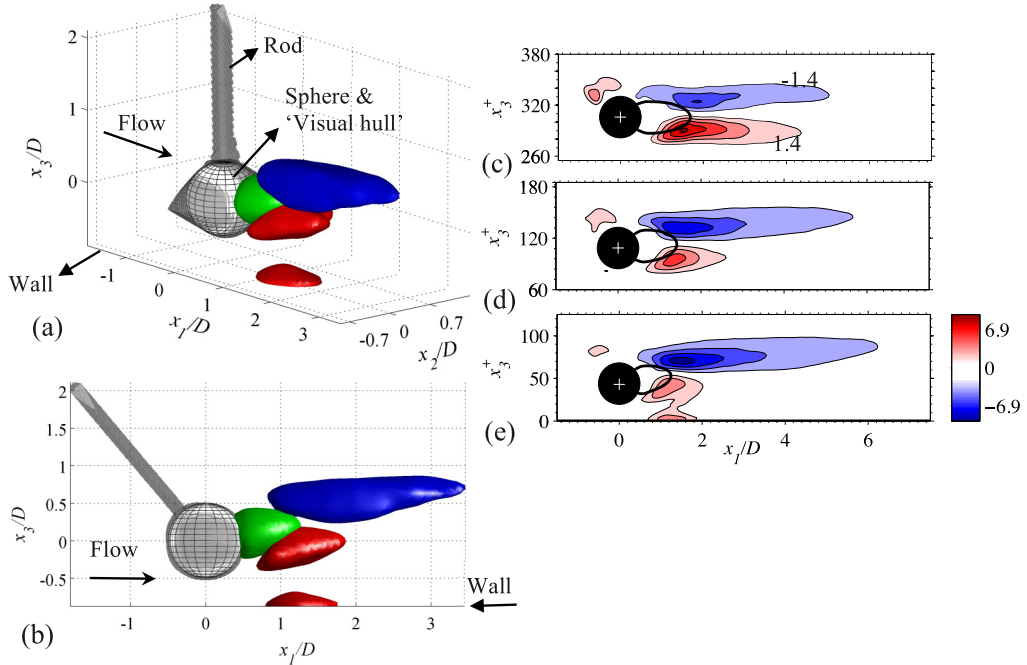 2
1
0
x₃/D
Rod
Sphere &
‘Visual hull’
Flow
Wall
-1
0
1
2
3
x₁/D
-0.7
0
0.7
x₂/D
(a)
2
1.5
1
0.5
0
-0.5
x₃/D
Flow
Wall
-1
0
1
2
3
x₁/D
(b)
380
320
260
x₃⁺
-1.4
1.4
(c)
180
120
60
x₃⁺
(d)
100
50
0
x₃⁺
0
2
4
6
x₁/D
(e)
6.9
0
−6.9